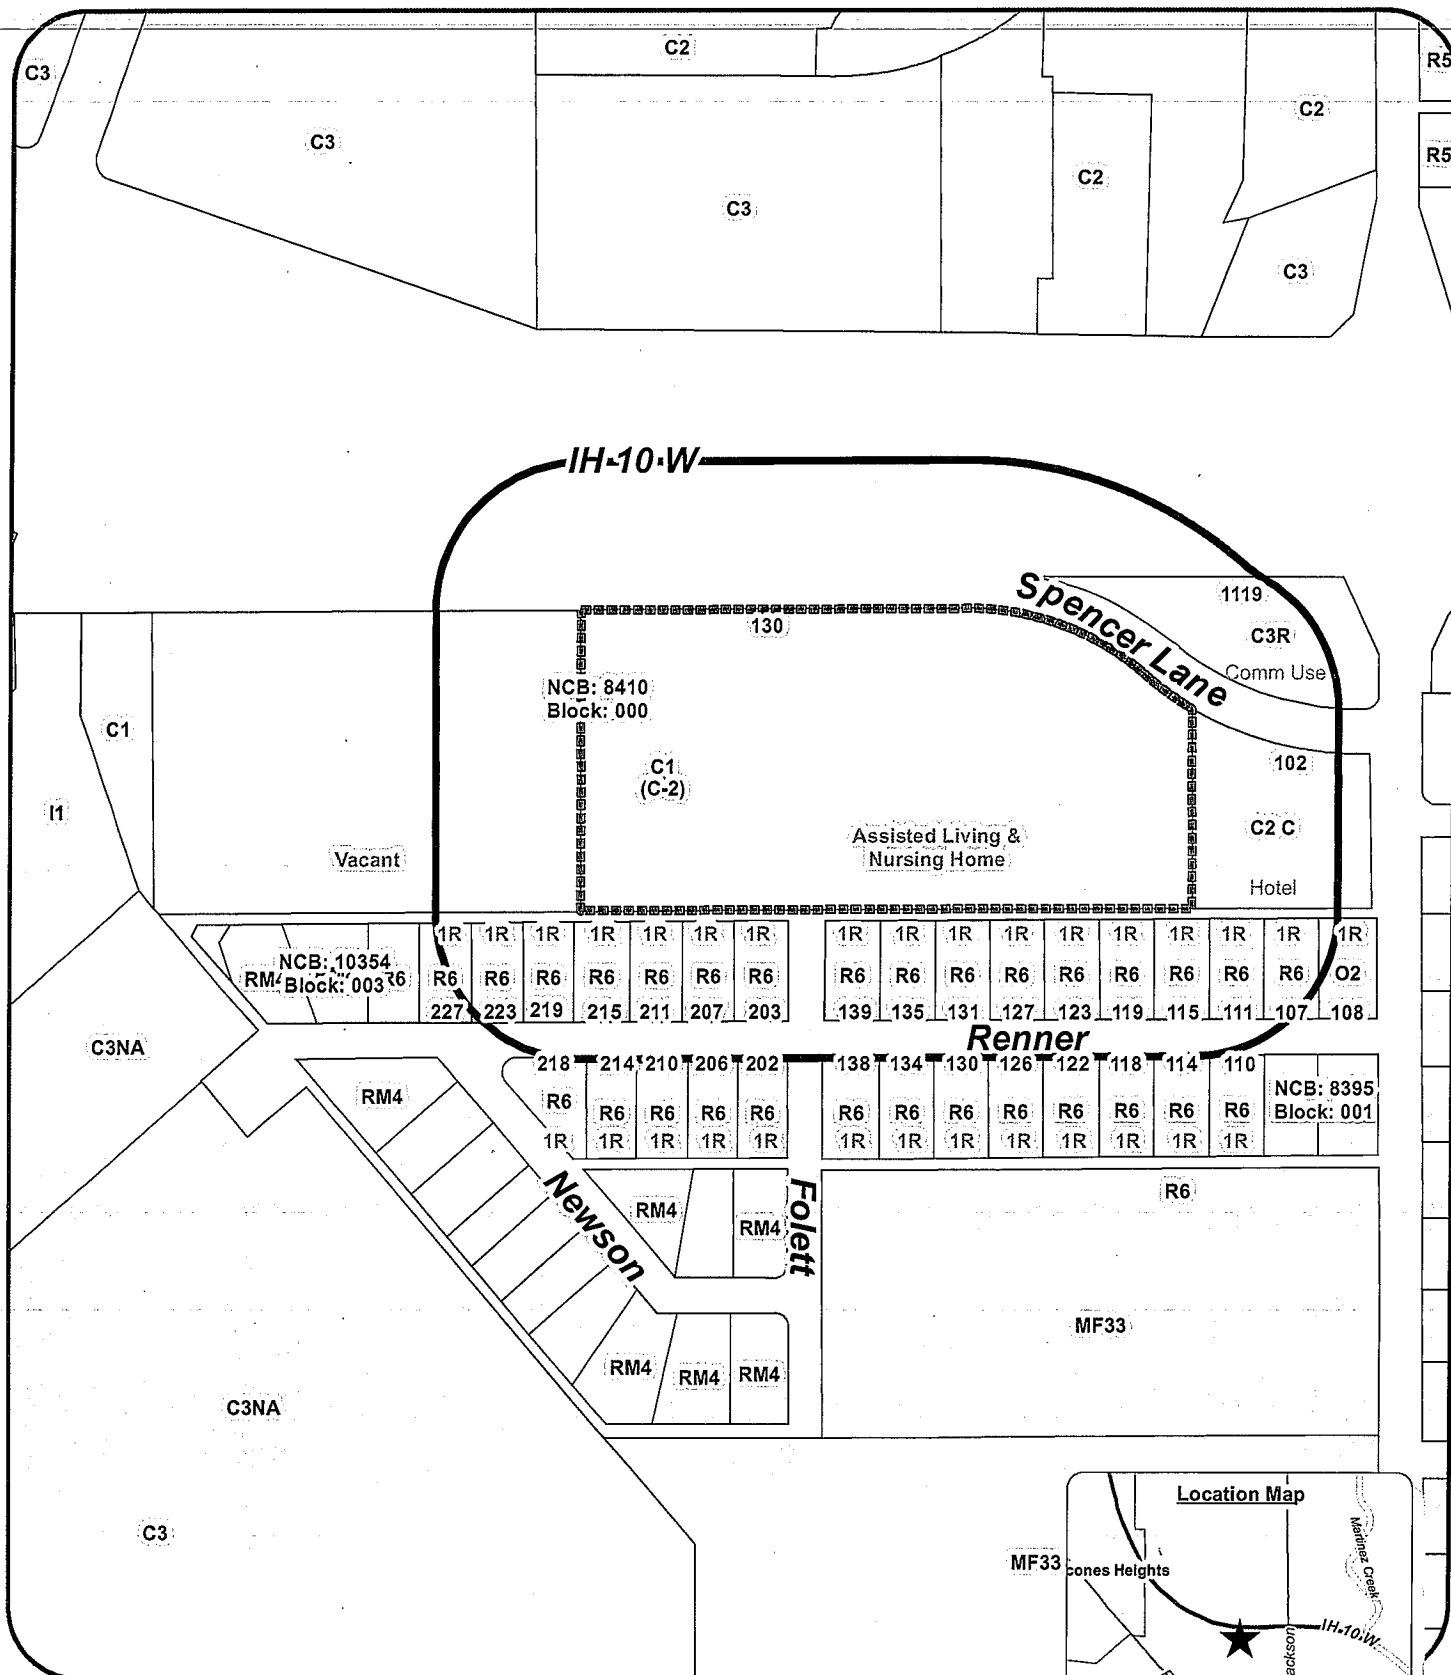 C3
C2
R5
C3
C2
R5
C2
C3
C3
IH-10 W
Spencer Lane
1119
C3R
Comm Use
130
NCB: 8410
Block: 000
C1
C1
(C-2)
102
I1
C2 C
Vacant
Assisted Living &
Nursing Home
Hotel
1R 1R 1R 1R 1R 1R 1R 1R 1R 1R 1R 1R 1R 1R 1R 1R 1R
NCB: 10354
Block: 003
R6 R6 R6 R6 R6 R6 R6 R6 R6 R6 R6 R6 R6 R6 R6 R6 O2
227 223 219 215 211 207 203 139 135 131 127 123 119 115 111 107 108
Renner
C3NA
218 214 210 206 202 138 134 130 126 122 118 114 110
NCB: 8395
Block: 001
RM4
R6 R6 R6 R6 R6 R6 R6 R6 R6 R6 R6 R6 R6
1R 1R 1R 1R 1R 1R 1R 1R 1R 1R 1R 1R 1R
Newson
Folett
R6
RM4
RM4
MF33
RM4
RM4
RM4
C3NA
C3
MF33
Location Map
Martinez Creek
cones Heights
IH-10 W
ackson